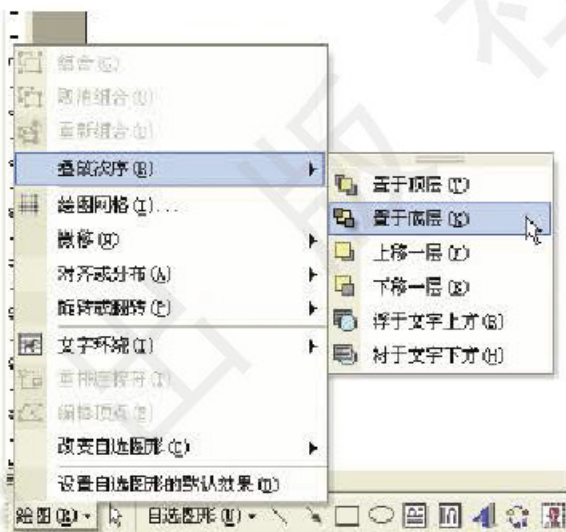 组合(G)
取消组合(U)
重新组合(O)
叠放次序(R)
绘图网格(I)...
微移(N)
对齐或分布(A)
旋转或翻转(P)
文字环绕(T)
重排连接符(I)
编辑顶点(E)
改变自选图形(C)
设置自选图形的默认效果(D)
置于顶层(T)
置于底层(K)
上移一层(F)
下移一层(B)
浮于文字上方(R)
衬于文字下方(H)
绘图(R) 自选图形(U)
出版社